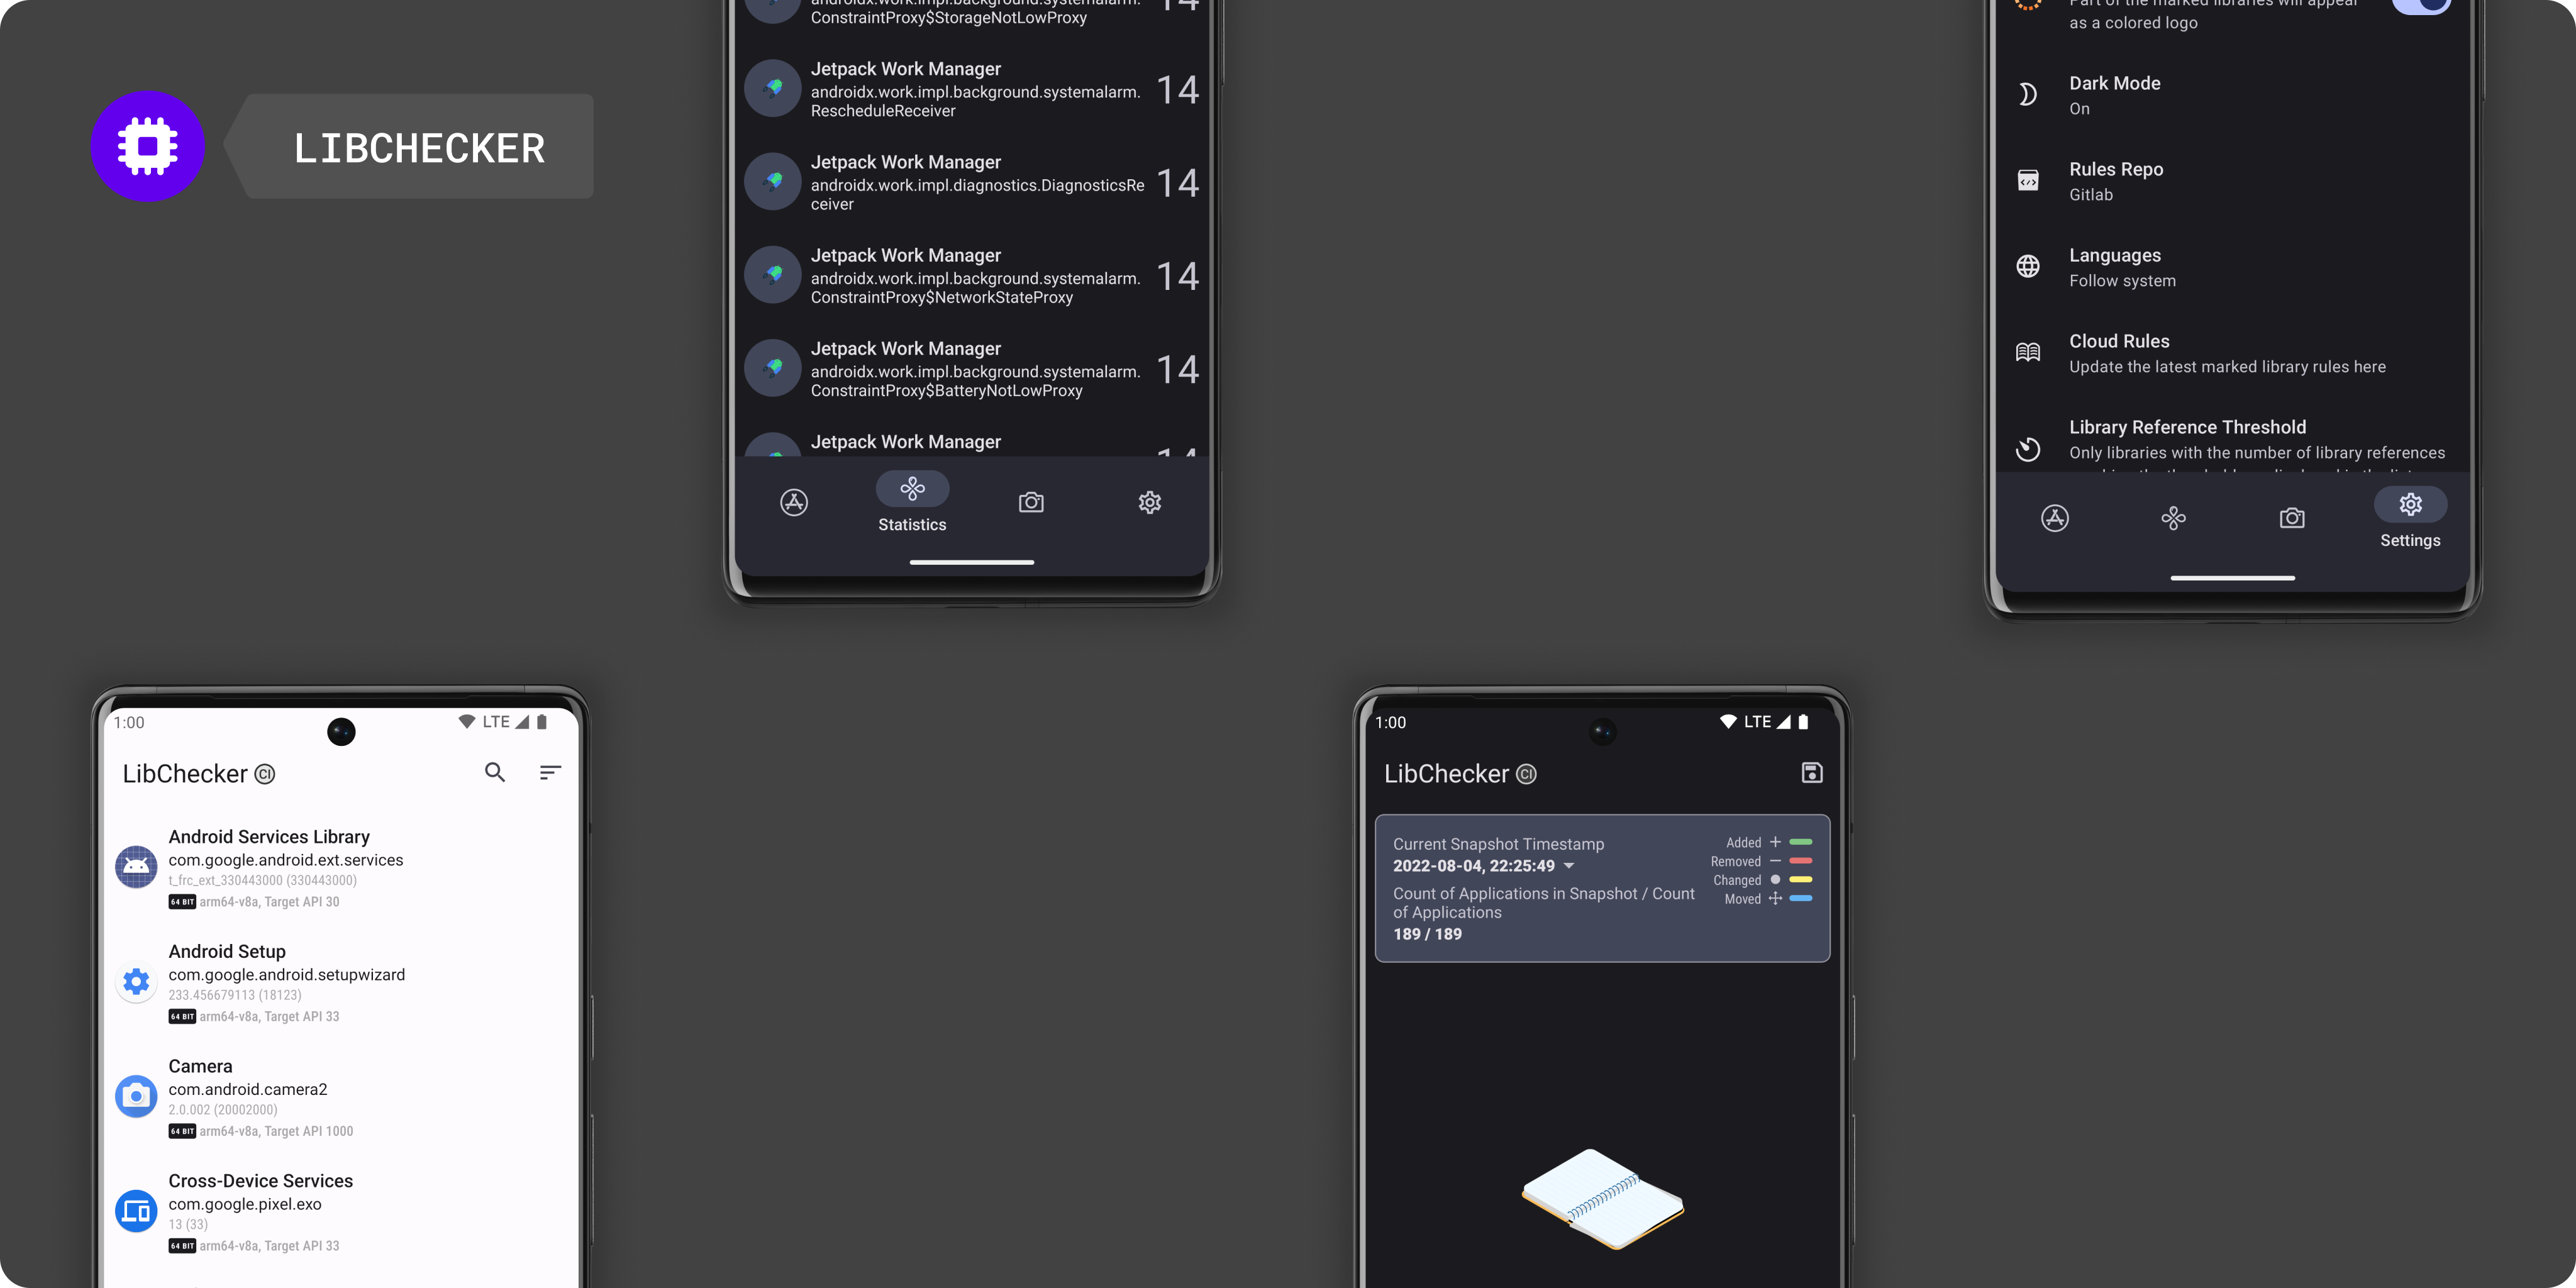 LIBCHECKER
ConstraintProxy$StorageNotLowProxy
14
Jetpack Work Manager
androidx.work.impl.background.systemalarm.
RescheduleReceiver
14
Jetpack Work Manager
androidx.work.impl.diagnostics.DiagnosticsRe
ceiver
14
Jetpack Work Manager
androidx.work.impl.background.systemalarm.
ConstraintProxy$NetworkStateProxy
14
Jetpack Work Manager
androidx.work.impl.background.systemalarm.
ConstraintProxy$BatteryNotLowProxy
14
Jetpack Work Manager
Statistics
Part of the marked libraries will appear
as a colored logo
Dark Mode
On
Rules Repo
Gitlab
Languages
Follow system
Cloud Rules
Update the latest marked library rules here
Library Reference Threshold
Only libraries with the number of library references
Settings
1:00
LTE
LibChecker CI
Android Services Library
com.google.android.ext.services
t_frc_ext_330443000 (330443000)
64 BIT arm64-v8a, Target API 30
Android Setup
com.google.android.setupwizard
233.456679113 (18123)
64 BIT arm64-v8a, Target API 33
Camera
com.android.camera2
2.0.002 (20002000)
64 BIT arm64-v8a, Target API 1000
Cross-Device Services
com.google.pixel.exo
13 (33)
64 BIT arm64-v8a, Target API 33
1:00
LTE
LibChecker CI
Current Snapshot Timestamp
2022-08-04, 22:25:49
Count of Applications in Snapshot / Count
of Applications
189 / 189
Added
Removed
Changed
Moved